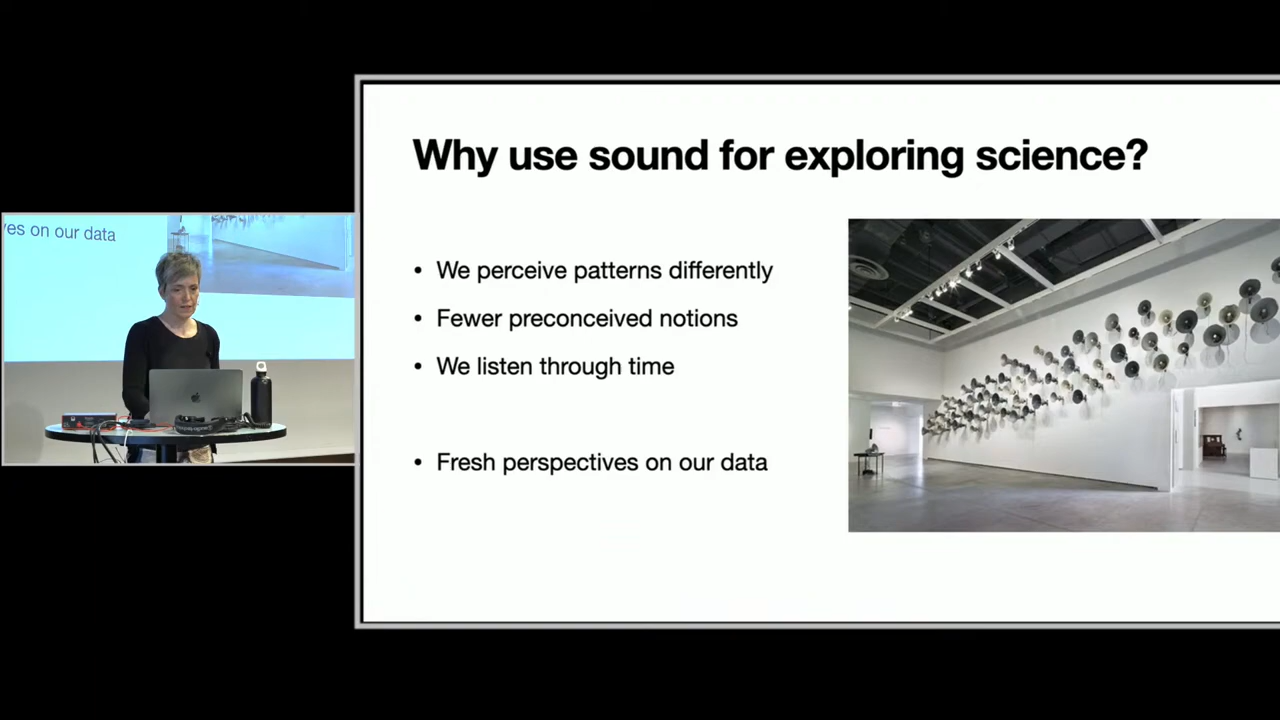 ves on our data
Why use sound for exploring science?
• We perceive patterns differently
• Fewer preconceived notions
• We listen through time
• Fresh perspectives on our data